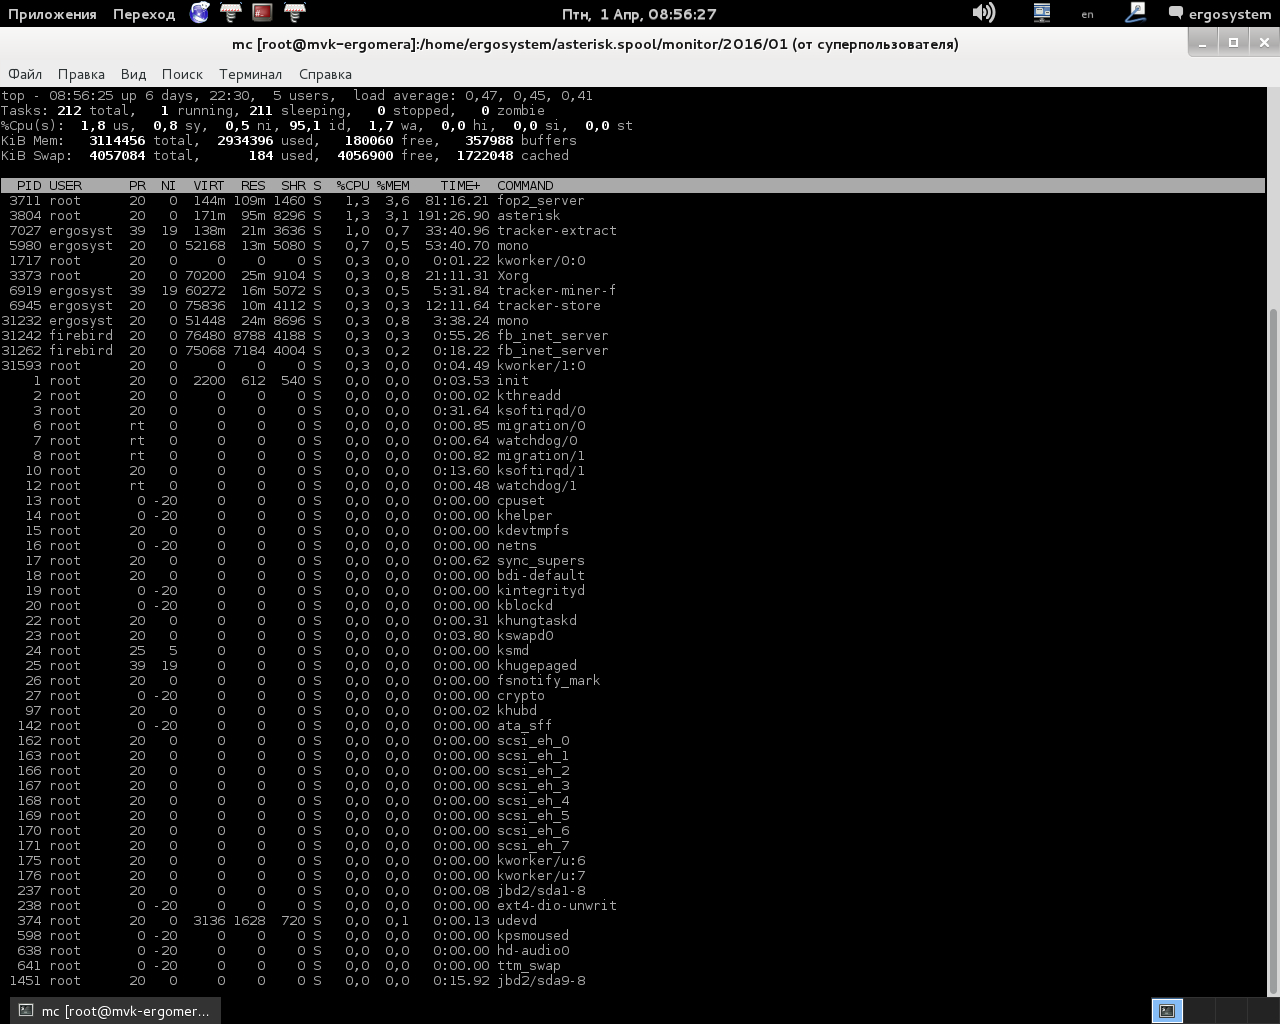 Приложения Переход Птн, 1 Апр, 08:56:27 en ergosystem
mc [root@mvk-ergomera]:/home/ergosystem/asterisk.spool/monitor/2016/01 (от суперпользователя)
Файл Правка Вид Поиск Терминал Справка
top - 08:56:25 up 6 days, 22:30,  5 users,  load average: 0,47, 0,45, 0,41
Tasks: 212 total,   1 running, 211 sleeping,   0 stopped,   0 zombie
%Cpu(s):  1,8 us,  0,8 sy,  0,5 ni, 95,1 id,  1,7 wa,  0,0 hi,  0,0 si,  0,0 st
KiB Mem:   3114456 total,  2934396 used,   180060 free,   357988 buffers
KiB Swap:  4057084 total,      184 used,  4056900 free,  1722048 cached
PID USER PR NI VIRT RES SHR S %CPU %MEM TIME+ COMMAND
3711 root 20 0 144m 109m 1460 S 1,3 3,6 81:16.21 fop2_server
3804 root 20 0 171m 95m 8296 S 1,3 3,1 191:26.90 asterisk
7027 ergosyst 39 19 138m 21m 3636 S 1,0 0,7 33:40.96 tracker-extract
5980 ergosyst 20 0 52168 13m 5080 S 0,7 0,5 53:40.70 mono
1717 root 20 0 0 0 0 S 0,3 0,0 0:01.22 kworker/0:0
3373 root 20 0 70200 25m 9104 S 0,3 0,8 21:11.31 Xorg
6919 ergosyst 39 19 60272 16m 5072 S 0,3 0,5 5:31.84 tracker-miner-f
6945 ergosyst 20 0 75836 10m 4112 S 0,3 0,3 12:11.64 tracker-store
31232 ergosyst 20 0 51448 24m 8696 S 0,3 0,8 3:38.24 mono
31242 firebird 20 0 76480 8788 4188 S 0,3 0,3 0:55.26 fb_inet_server
31262 firebird 20 0 75068 7184 4004 S 0,3 0,2 0:18.22 fb_inet_server
31593 root 20 0 0 0 0 S 0,3 0,0 0:04.49 kworker/1:0
1 root 20 0 2200 612 540 S 0,0 0,0 0:03.53 init
2 root 20 0 0 0 0 S 0,0 0,0 0:00.02 kthreadd
3 root 20 0 0 0 0 S 0,0 0,0 0:31.64 ksoftirqd/0
6 root rt 0 0 0 0 S 0,0 0,0 0:00.85 migration/0
7 root rt 0 0 0 0 S 0,0 0,0 0:00.64 watchdog/0
8 root rt 0 0 0 0 S 0,0 0,0 0:00.82 migration/1
10 root 20 0 0 0 0 S 0,0 0,0 0:13.60 ksoftirqd/1
12 root rt 0 0 0 0 S 0,0 0,0 0:00.48 watchdog/1
13 root 0 -20 0 0 0 S 0,0 0,0 0:00.00 cpuset
14 root 0 -20 0 0 0 S 0,0 0,0 0:00.00 khelper
15 root 20 0 0 0 0 S 0,0 0,0 0:00.00 kdevtmpfs
16 root 0 -20 0 0 0 S 0,0 0,0 0:00.00 netns
17 root 20 0 0 0 0 S 0,0 0,0 0:00.62 sync_supers
18 root 20 0 0 0 0 S 0,0 0,0 0:00.00 bdi-default
19 root 0 -20 0 0 0 S 0,0 0,0 0:00.00 kintegrityd
20 root 0 -20 0 0 0 S 0,0 0,0 0:00.00 kblockd
22 root 20 0 0 0 0 S 0,0 0,0 0:00.31 khungtaskd
23 root 20 0 0 0 0 S 0,0 0,0 0:03.80 kswapd0
24 root 25 5 0 0 0 S 0,0 0,0 0:00.00 ksmd
25 root 39 19 0 0 0 S 0,0 0,0 0:00.00 khugepaged
26 root 20 0 0 0 0 S 0,0 0,0 0:00.00 fsnotify_mark
27 root 0 -20 0 0 0 S 0,0 0,0 0:00.00 crypto
97 root 20 0 0 0 0 S 0,0 0,0 0:00.02 khubd
142 root 0 -20 0 0 0 S 0,0 0,0 0:00.00 ata_sff
162 root 20 0 0 0 0 S 0,0 0,0 0:00.00 scsi_eh_0
163 root 20 0 0 0 0 S 0,0 0,0 0:00.00 scsi_eh_1
166 root 20 0 0 0 0 S 0,0 0,0 0:00.00 scsi_eh_2
167 root 20 0 0 0 0 S 0,0 0,0 0:00.00 scsi_eh_3
168 root 20 0 0 0 0 S 0,0 0,0 0:00.00 scsi_eh_4
169 root 20 0 0 0 0 S 0,0 0,0 0:00.00 scsi_eh_5
170 root 20 0 0 0 0 S 0,0 0,0 0:00.00 scsi_eh_6
171 root 20 0 0 0 0 S 0,0 0,0 0:00.00 scsi_eh_7
175 root 20 0 0 0 0 S 0,0 0,0 0:00.00 kworker/u:6
176 root 20 0 0 0 0 S 0,0 0,0 0:00.00 kworker/u:7
237 root 20 0 0 0 0 S 0,0 0,0 0:00.08 jbd2/sda1-8
238 root 0 -20 0 0 0 S 0,0 0,0 0:00.00 ext4-dio-unwrit
374 root 20 0 3136 1628 720 S 0,0 0,1 0:00.13 udevd
598 root 0 -20 0 0 0 S 0,0 0,0 0:00.00 kpsmoused
638 root 0 -20 0 0 0 S 0,0 0,0 0:00.00 hd-audio0
641 root 0 -20 0 0 0 S 0,0 0,0 0:00.00 ttm_swap
1451 root 20 0 0 0 0 S 0,0 0,0 0:15.92 jbd2/sda9-8
mc [root@mvk-ergomer...